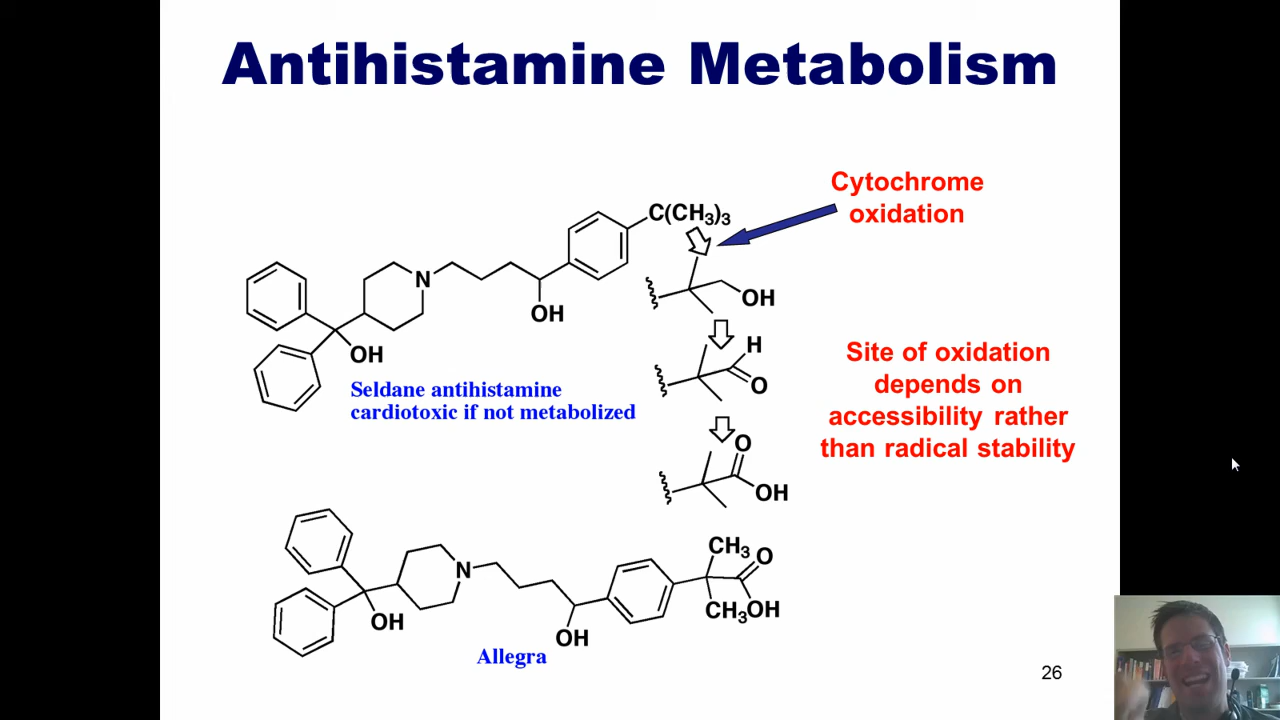 Antihistamine Metabolism
Cytochrome
oxidation
C(CH₃)₃
N
OH
OH
OH
Seldane antihistamine
cardiotoxic if not metabolized
H
O
Site of oxidation
depends on
accessibility rather
than radical stability
O
OH
CH₃
O
N
CH₃
OH
OH
OH
Allegra
26